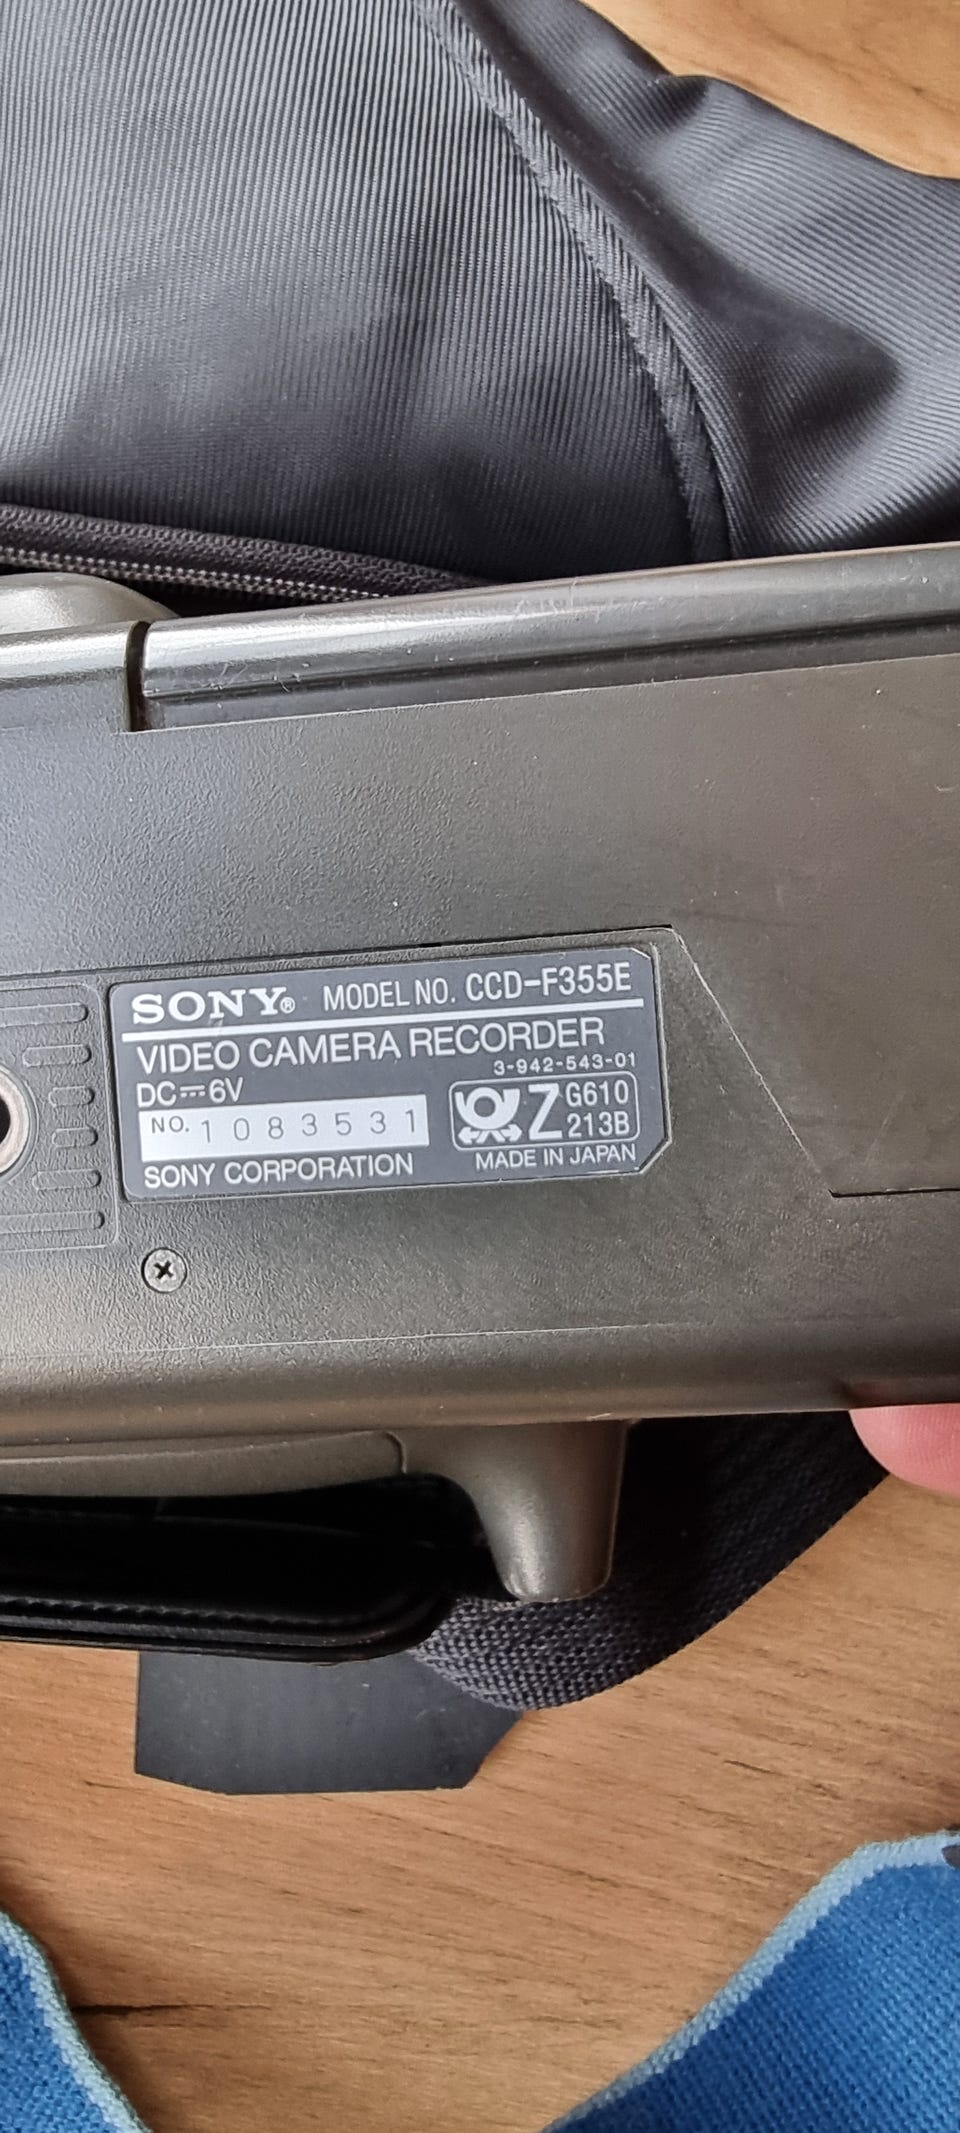 SONY® MODEL NO. CCD-F355E
VIDEO CAMERA RECORDER
3-942-543-01
DC⎓6V
NO. 1083531
Z G610
213B
SONY CORPORATION
MADE IN JAPAN